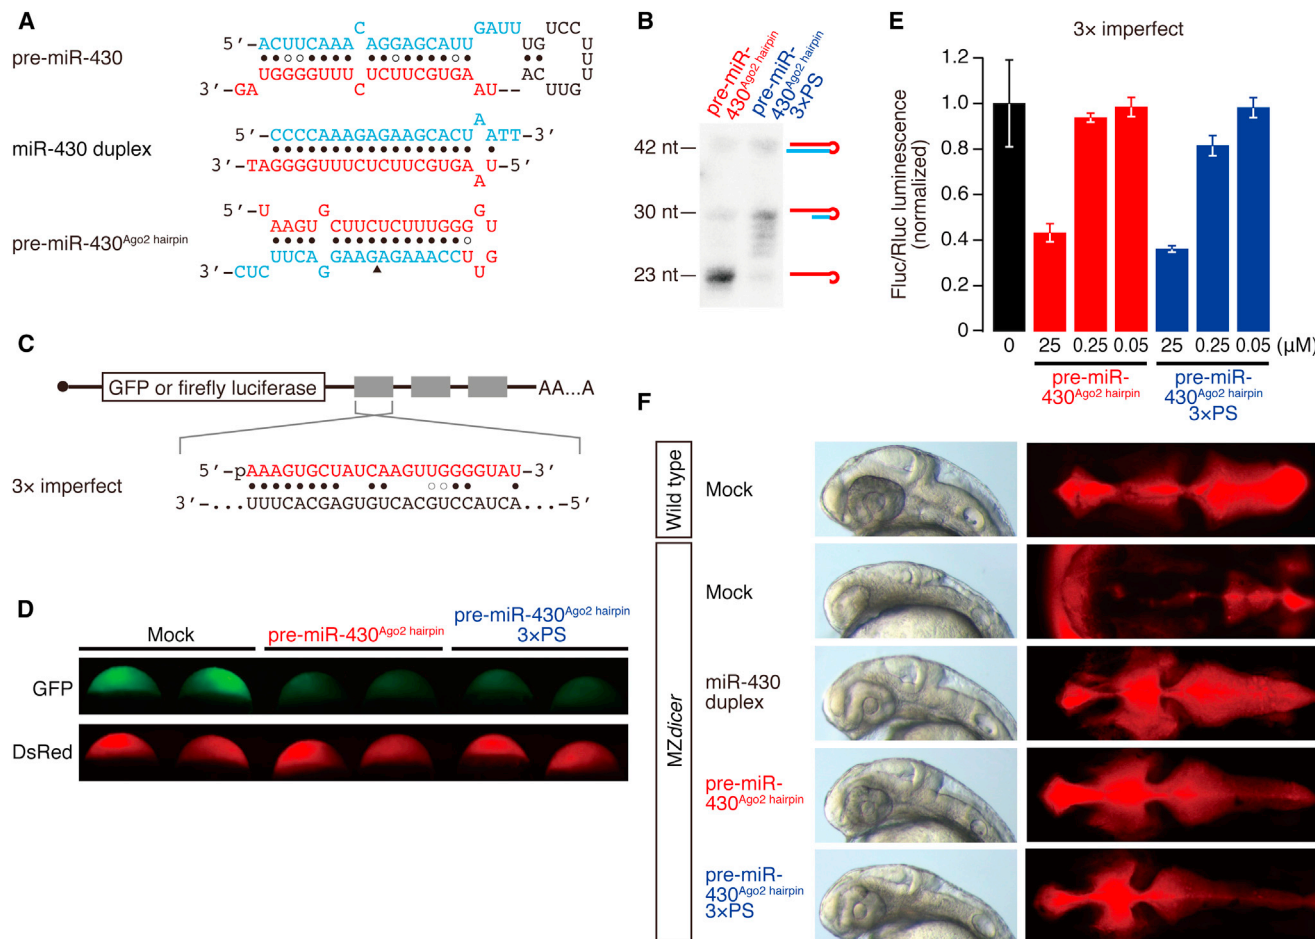 A
pre-miR-430
C GAUU UCC
5′-ACUUCAAA AGGAGCAUU UG U
U
UGGGGUUU UCUUCGUGA AC U
3′-GA C AU-- UUG
miR-430 duplex
A
5′-CCCCAAAGAGAAGCACU ATT-3′
3′-TAGGGGUUUCUCUUCGUGA U-5′
A
pre-miR-430Ago2 hairpin
5′-U G G
AAGU CUUCUCUUUGGG U
UUCA GAAGAGAAACCU G
3′-CUC G U
B
pre-miR-
430Ago2 hairpin
pre-miR-
430Ago2 hairpin
3×PS
42 nt
30 nt
23 nt
C
GFP or firefly luciferase
AA...A
3× imperfect
5′-pAAAGUGCUAUCAAGUUGGGGUAU-3′
3′-...UUUCACGAGUGUCACGUCCAUCA...-5′
D
Mock
pre-miR-430Ago2 hairpin
pre-miR-430Ago2 hairpin
3×PS
GFP
DsRed
E
3× imperfect
Fluc/Rluc luminescence
(normalized)
1.2
1.0
0.8
0.6
0.4
0.2
0
0 25 0.25 0.05 25 0.25 0.05 (μM)
pre-miR-
430Ago2 hairpin
pre-miR-
430Ago2 hairpin
3×PS
F
Wild type
Mock
MZdicer
Mock
miR-430
duplex
pre-miR-
430Ago2 hairpin
pre-miR-
430Ago2 hairpin
3×PS